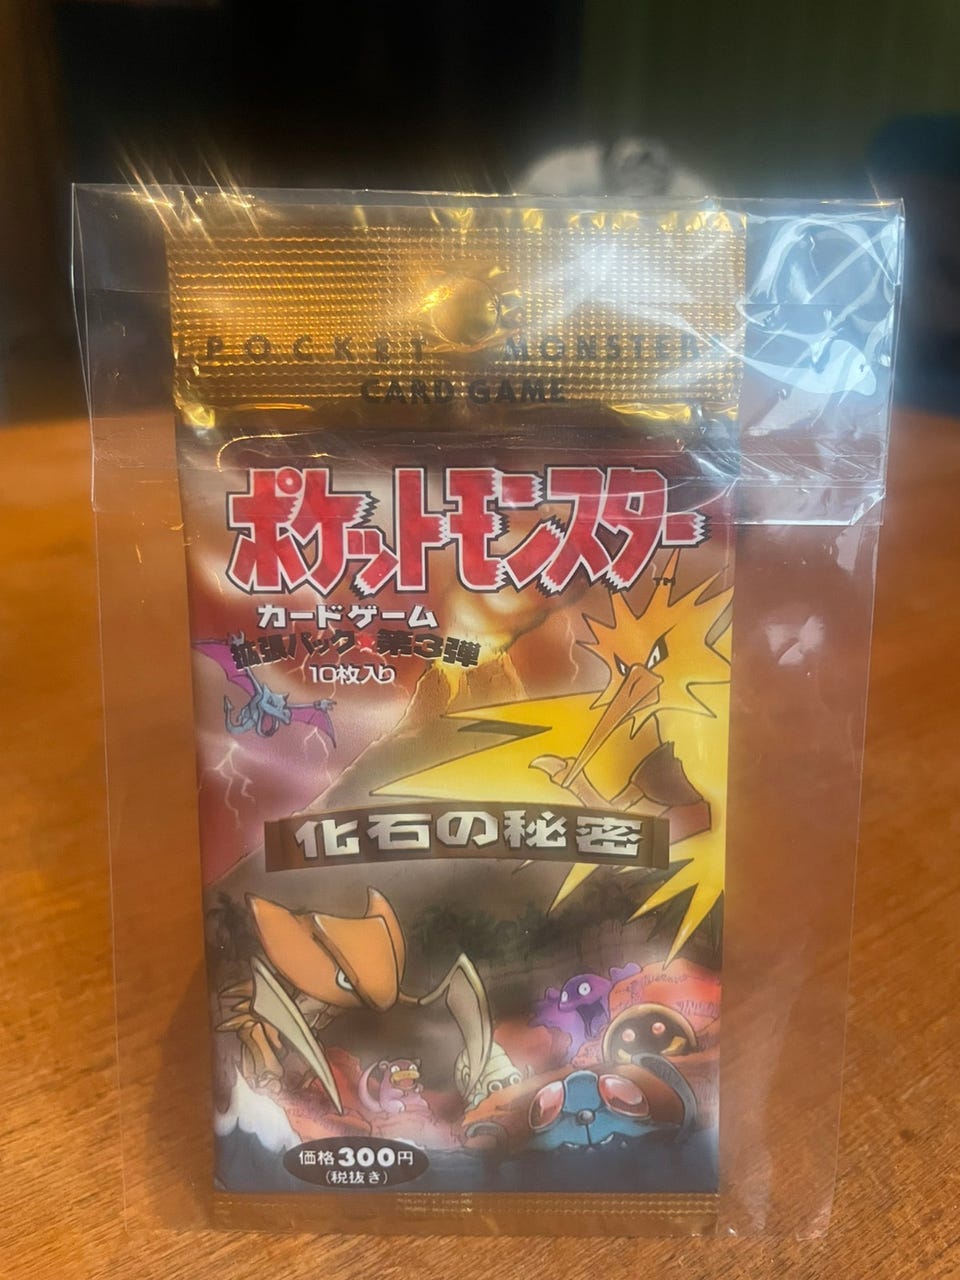 POCKET MONSTER
CARD GAME
ポケットモンスター™
カードゲーム
拡張パック★第3弾
10枚入り
化石の秘密
価格300円
(税抜き)